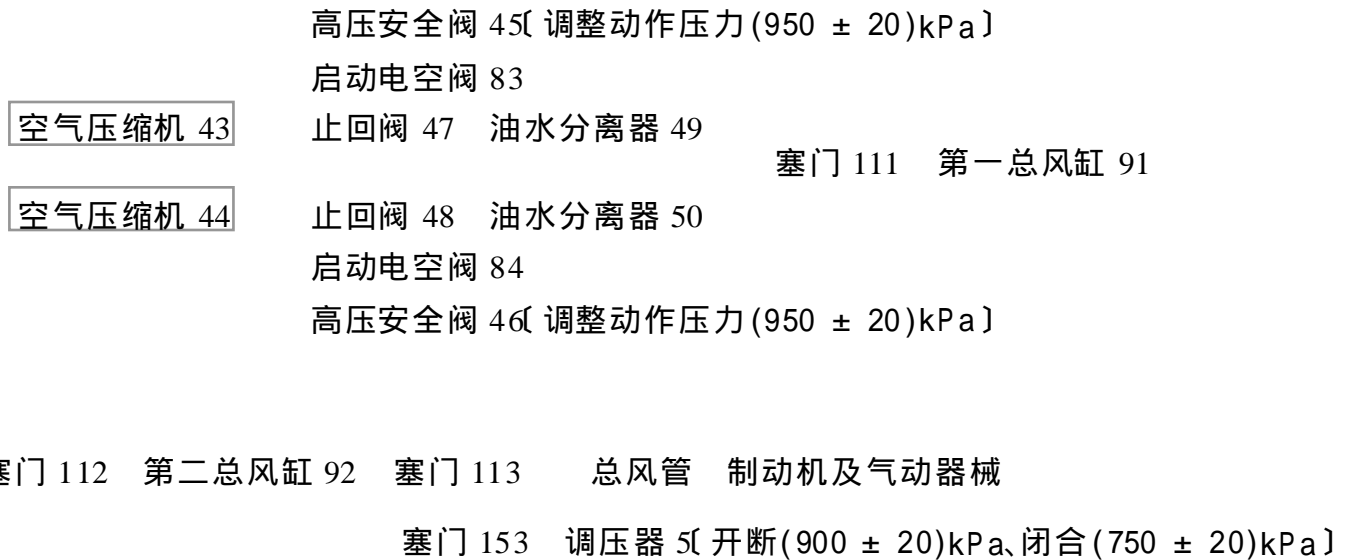 高压安全阀 45〔调整动作压力(950 ± 20)kPa〕
启动电空阀 83
空气压缩机 43 止回阀 47 油水分离器 49
塞门 111 第一总风缸 91
空气压缩机 44 止回阀 48 油水分离器 50
启动电空阀 84
高压安全阀 46〔调整动作压力(950 ± 20)kPa〕
塞门 112 第二总风缸 92 塞门 113 总风管 制动机及气动器械
塞门 153 调压器 5〔开断(900 ± 20)kPa、闭合(750 ± 20)kPa〕